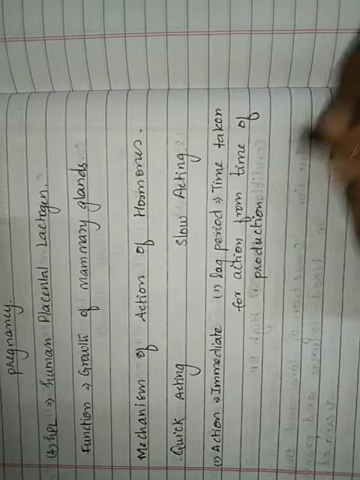 pregnancy.
(4) hPL ⇒ human Placental Lactogen.
Function ⇒ Growth of mammary glands
Mechanism of Action of Hormones.
Quick Acting Slow Acting
(1) Action ⇒ Immediate (1) lag period ⇒ Time taken
for action from time of
production